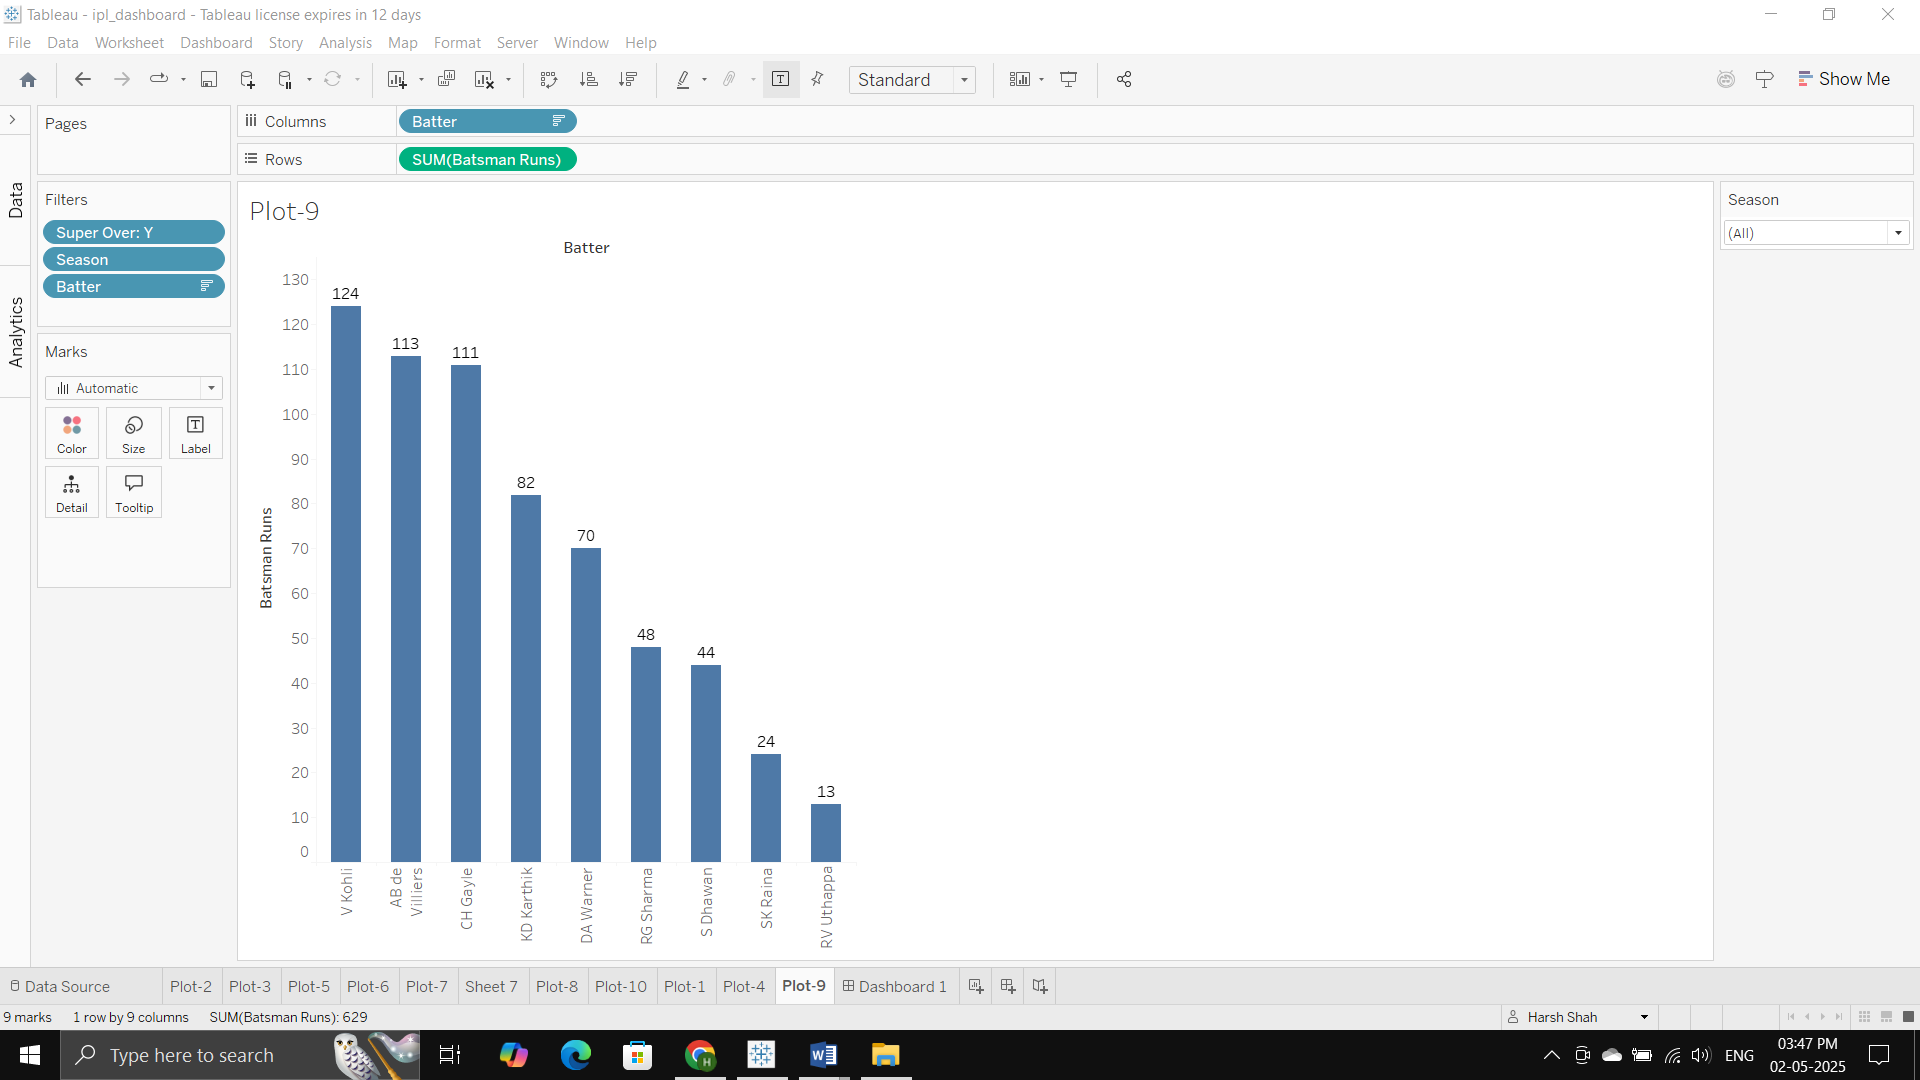 Tableau - ipl_dashboard - Tableau license expires in 12 days
File Data Worksheet Dashboard Story Analysis Map Format Server Window Help
Standard
Show Me
Pages
Columns
Batter
Rows
SUM(Batsman Runs)
Data
Analytics
Filters
Super Over: Y
Season
Batter
Marks
Automatic
Color Size Label
Detail Tooltip
Plot-9
Batter
Batsman Runs
130
120
110
100
90
80
70
60
50
40
30
20
10
0
124
113
111
82
70
48
44
24
13
V Kohli
AB de
Villiers
CH Gayle
KD Karthik
DA Warner
RG Sharma
S Dhawan
SK Raina
RV Uthappa
Season
(All)
Data Source Plot-2 Plot-3 Plot-5 Plot-6 Plot-7 Sheet 7 Plot-8 Plot-10 Plot-1 Plot-4 Plot-9 Dashboard 1
9 marks 1 row by 9 columns SUM(Batsman Runs): 629
Harsh Shah
Type here to search
H
W
ENG
03:47 PM
02-05-2025